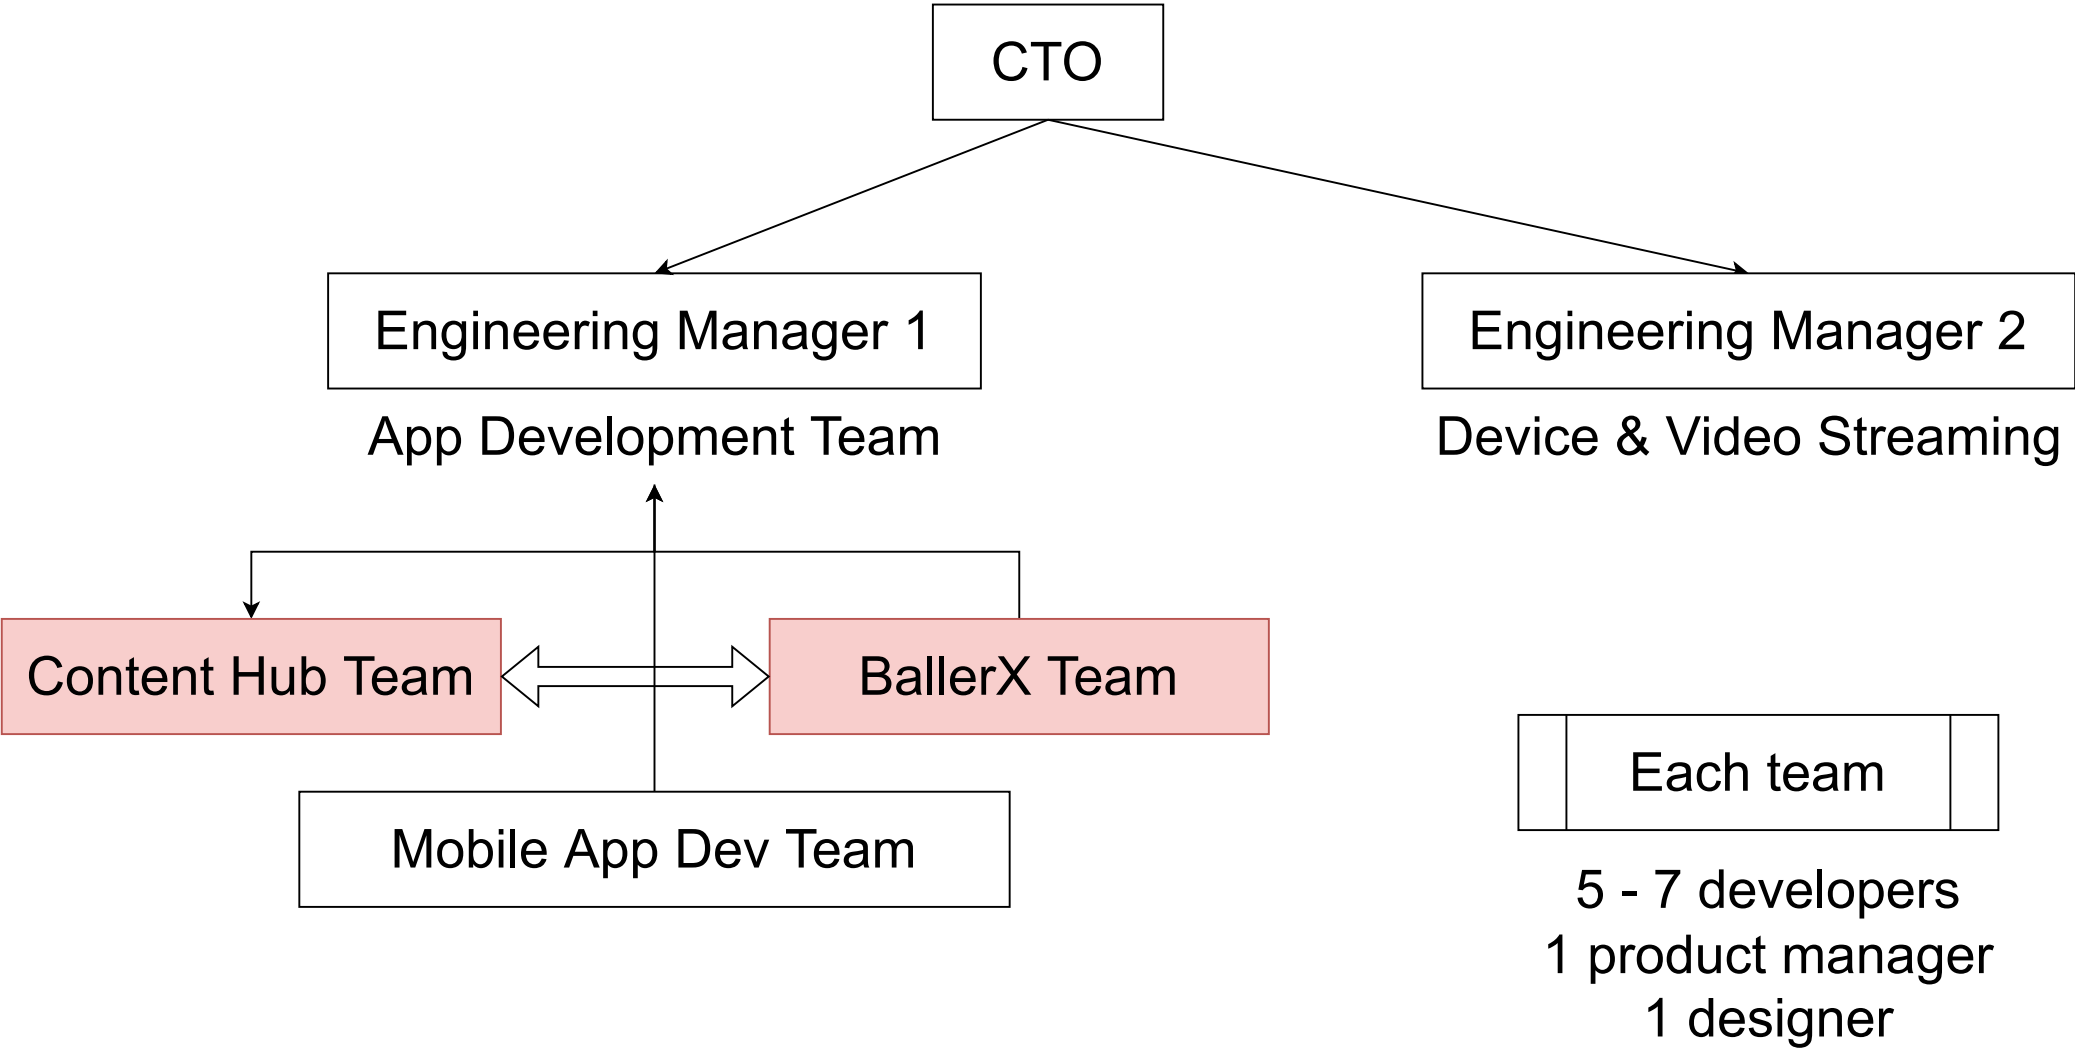 CTO
Engineering Manager 1
Engineering Manager 2
App Development Team
Device & Video Streaming
Content Hub Team
BallerX Team
Mobile App Dev Team
Each team
5 - 7 developers
1 product manager
1 designer